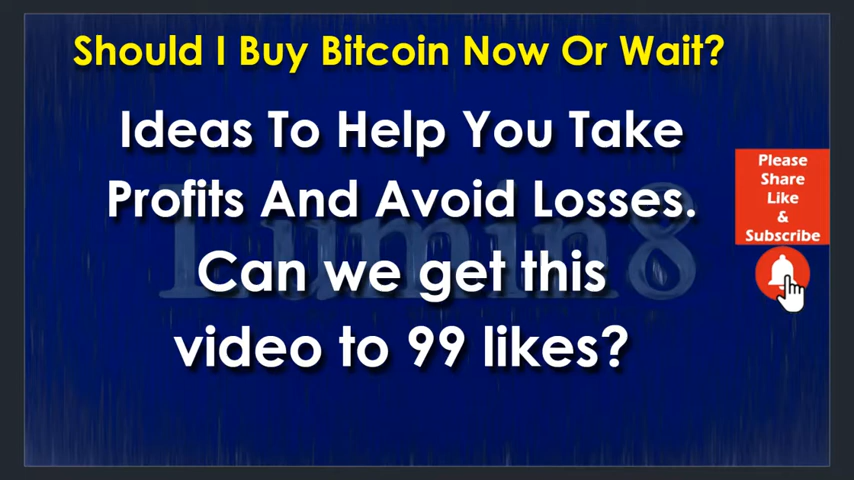 Should I Buy Bitcoin Now Or Wait?
Ideas To Help You Take
Profits And Avoid Losses.
Can we get this
video to 99 likes?
Lumin8
Please
Share
Like
&
Subscribe